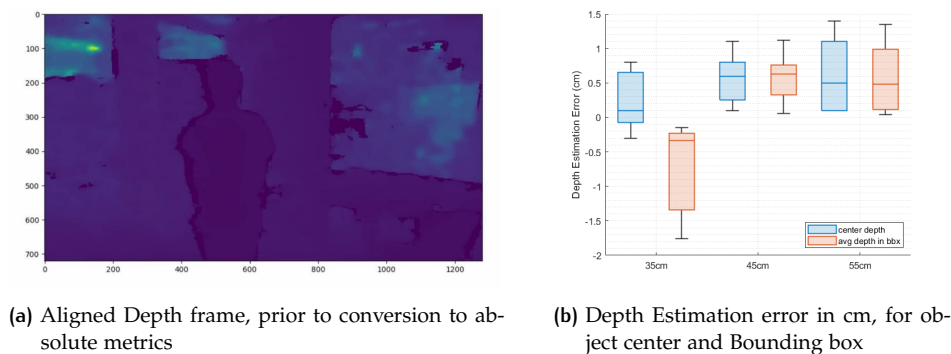 0
100
200
300
400
500
600
700
0 200 400 600 800 1000 1200
1.5
1
0.5
0
-0.5
-1
-1.5
-2
Depth Estimation Error (cm)
center depth
avg depth in bbx
35cm 45cm 55cm
(a) Aligned Depth frame, prior to conversion to ab-
solute metrics
(b) Depth Estimation error in cm, for ob-
ject center and Bounding box